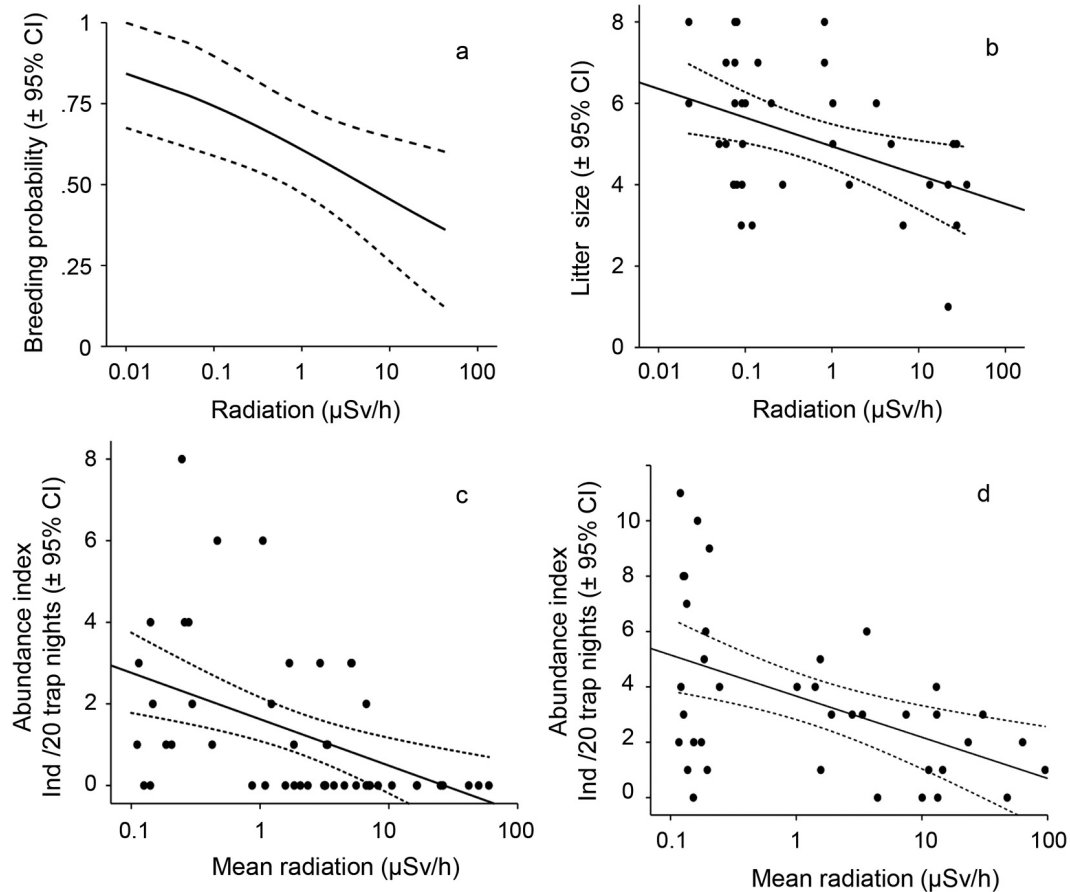 a
Breeding probability (± 95% CI)
1
.75
.50
.25
0
0.01 0.1 1 10 100
Radiation (µSv/h)
b
Litter size (± 95% CI)
8
6
4
2
0
0.01 0.1 1 10 100
Radiation (µSv/h)
c
Abundance index
Ind /20 trap nights (± 95% CI)
8
6
4
2
0
0.1 1 10 100
Mean radiation (µSv/h)
d
Abundance index
Ind /20 trap nights (± 95% CI)
10
8
6
4
2
0
0.1 1 10 100
Mean radiation (µSv/h)